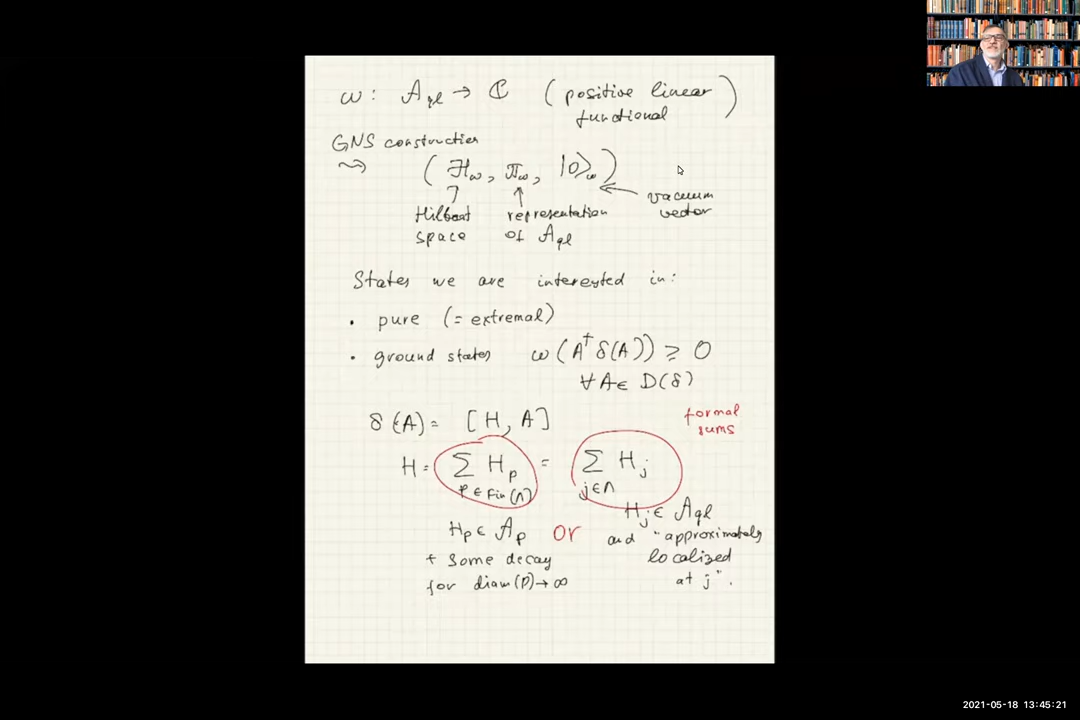 ω: A_ql → ℂ (positive linear functional)
GNS construction
⇝ (H_ω, π_ω, |0⟩_ω)
vacuum vector
Hilbert space
representation of A_ql
States we are interested in:
• pure (= extremal)
• ground states ω(A†δ(A)) ≥ 0
∀A∈ D(δ)
δ(A) = [H, A]
formal sums
H = ∑ H_p = ∑ H_j
p∈Fin(Λ) j∈Λ
H_p ∈ A_p or H_j ∈ A_ql
+ some decay for diam(p)→∞
and "approximately localized at j".
2021-05-18 13:45:21